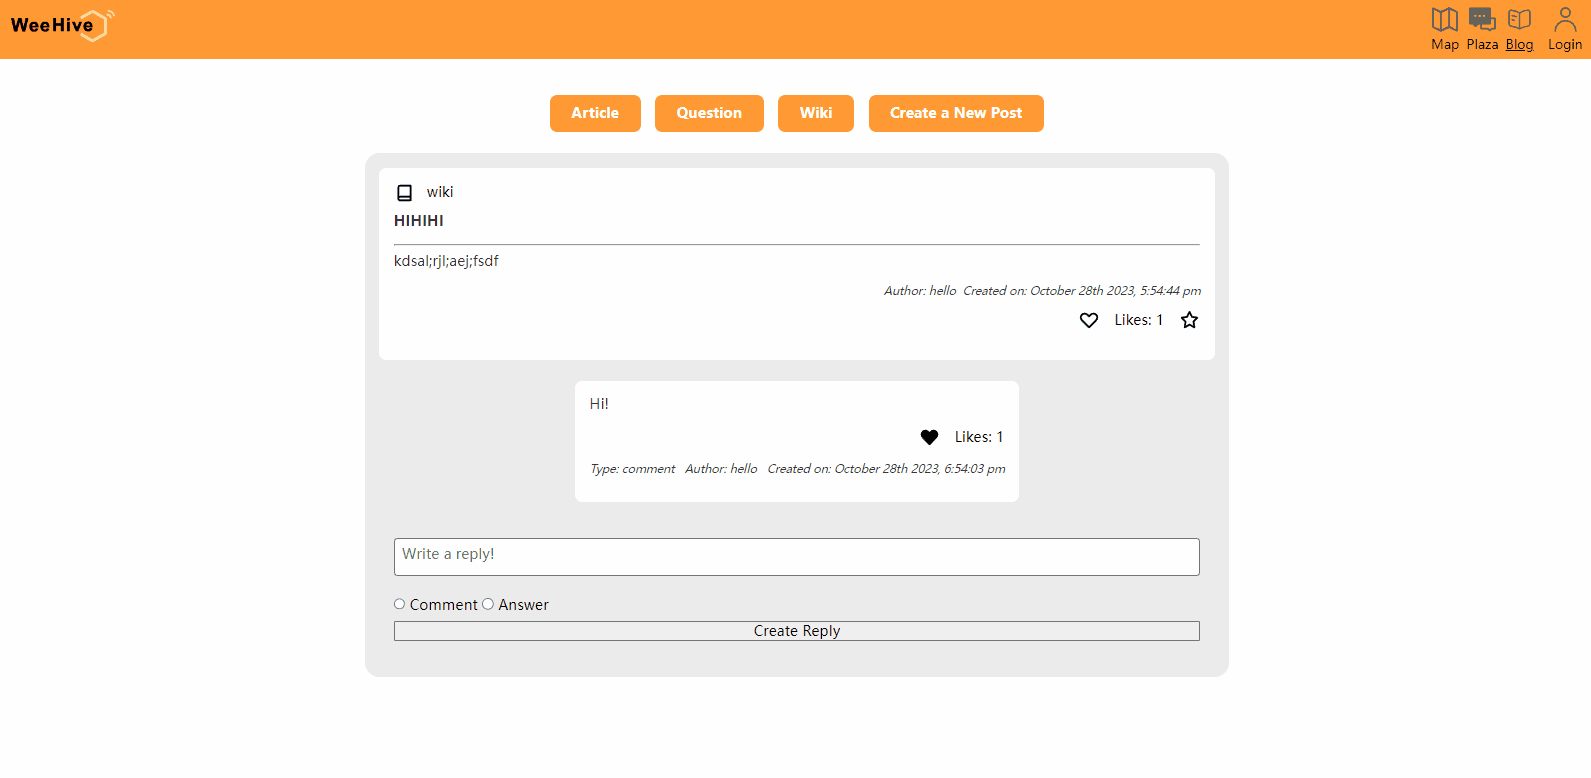 WeeHive
Map Plaza Blog Login
Article Question Wiki Create a New Post
wiki
HIHIHI
kdsal;rjl;aej;fsdf
Author: hello Created on: October 28th 2023, 5:54:44 pm
Likes: 1
Hi!
Likes: 1
Type: comment Author: hello Created on: October 28th 2023, 6:54:03 pm
Write a reply!
Comment Answer
Create Reply